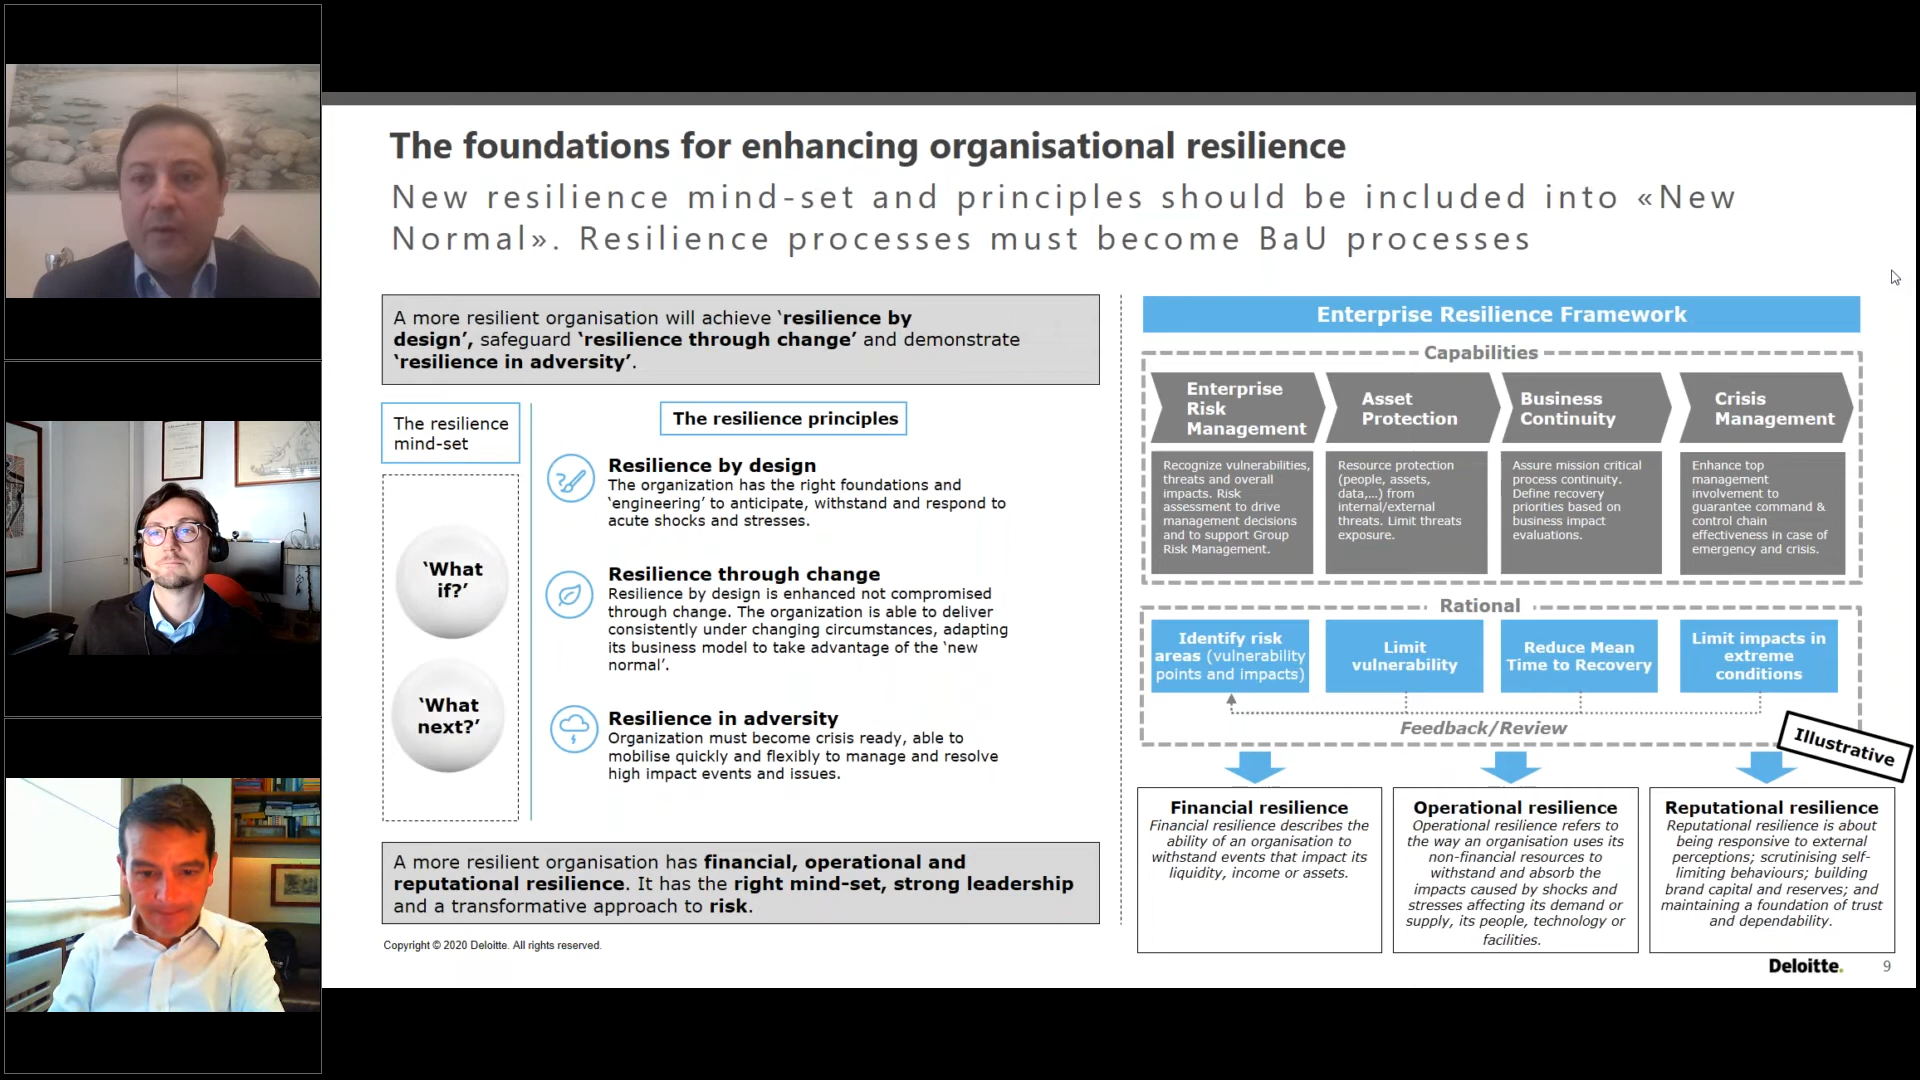 The foundations for enhancing organisational resilience
New resilience mind-set and principles should be included into «New
Normal». Resilience processes must become BaU processes
A more resilient organisation will achieve ‘resilience by
design’, safeguard ‘resilience through change’ and demonstrate
‘resilience in adversity’.
The resilience
mind-set
‘What
if?’
‘What
next?’
The resilience principles
Resilience by design
The organization has the right foundations and
‘engineering’ to anticipate, withstand and respond to
acute shocks and stresses.
Resilience through change
Resilience by design is enhanced not compromised
through change. The organization is able to deliver
consistently under changing circumstances, adapting
its business model to take advantage of the ‘new
normal’.
Resilience in adversity
Organization must become crisis ready, able to
mobilise quickly and flexibly to manage and resolve
high impact events and issues.
A more resilient organisation has financial, operational and
reputational resilience. It has the right mind-set, strong leadership
and a transformative approach to risk.
Copyright © 2020 Deloitte. All rights reserved.
Enterprise Resilience Framework
Capabilities
Enterprise
Risk
Management
Asset
Protection
Business
Continuity
Crisis
Management
Recognize vulnerabilities,
threats and overall
impacts. Risk
assessment to drive
management decisions
and to support Group
Risk Management.
Resource protection
(people, assets,
data,...) from
internal/external
threats. Limit threats
exposure.
Assure mission critical
process continuity.
Define recovery
priorities based on
business impact
evaluations.
Enhance top
management
involvement to
guarantee command &
control chain
effectiveness in case of
emergency and crisis.
Rational
Identify risk
areas (vulnerability
points and impacts)
Limit
vulnerability
Reduce Mean
Time to Recovery
Limit impacts in
extreme
conditions
Feedback/Review
Illustrative
Financial resilience
Financial resilience describes the
ability of an organisation to
withstand events that impact its
liquidity, income or assets.
Operational resilience
Operational resilience refers to
the way an organisation uses its
non-financial resources to
withstand and absorb the
impacts caused by shocks and
stresses affecting its demand or
supply, its people, technology or
facilities.
Reputational resilience
Reputational resilience is about
being responsive to external
perceptions; scrutinising self-
limiting behaviours; building
brand capital and reserves; and
maintaining a foundation of trust
and dependability.
Deloitte.
9